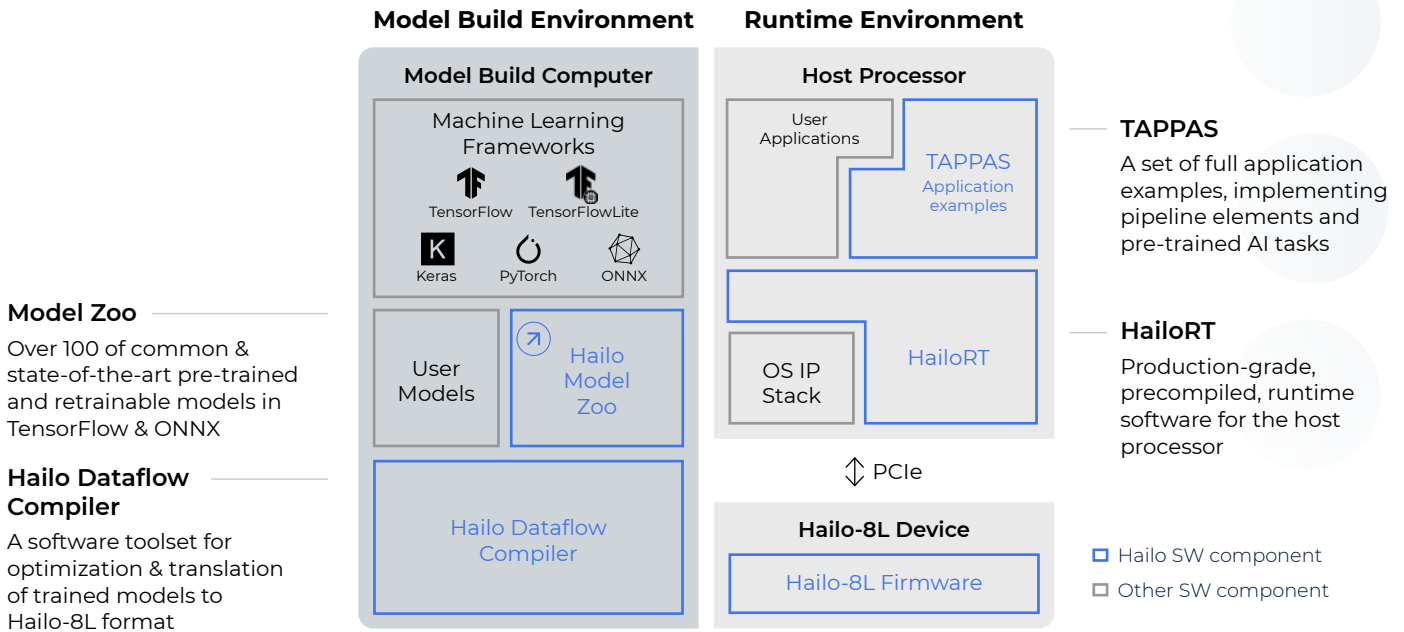 Model Build Environment
Runtime Environment
Model Build Computer
Machine Learning
Frameworks
TensorFlow
TensorFlowLite
K
Keras
PyTorch
ONNX
User
Models
Hailo
Model
Zoo
Hailo Dataflow
Compiler
Host Processor
User
Applications
TAPPAS
Application
examples
HailoRT
OS IP
Stack
PCIe
Hailo-8L Device
Hailo-8L Firmware
Model Zoo
Over 100 of common &
state-of-the-art pre-trained
and retrainable models in
TensorFlow & ONNX
Hailo Dataflow
Compiler
A software toolset for
optimization & translation
of trained models to
Hailo-8L format
TAPPAS
A set of full application
examples, implementing
pipeline elements and
pre-trained AI tasks
HailoRT
Production-grade,
precompiled, runtime
software for the host
processor
Hailo SW component
Other SW component